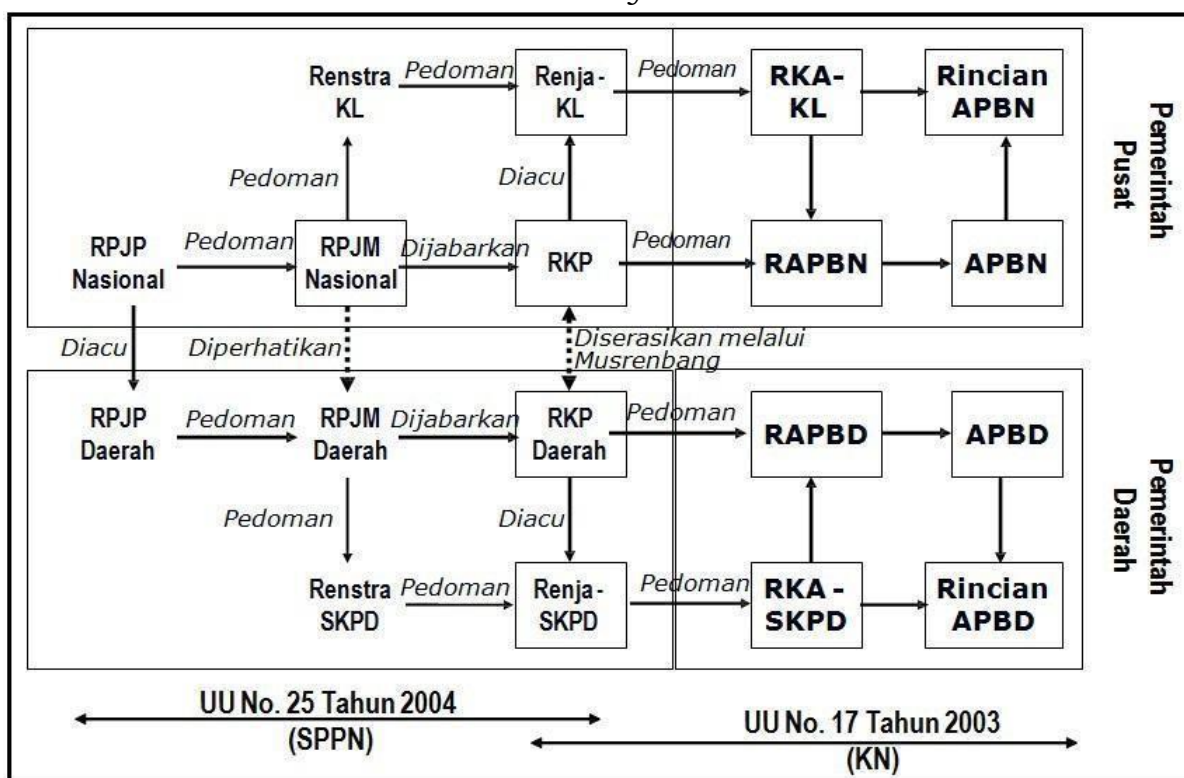 Renstra
KL
Pedoman
Renja-
KL
Pedoman
RKA-
KL
Rincian
APBN
Pedoman
Diacu
RPJP
Nasional
Pedoman
RPJM
Nasional
Dijabarkan
RKP
Pedoman
RAPBN
APBN
Pemerintah
Pusat
Diacu
Diperhatikan
Diserasikan melalui
Musrenbang
RPJP
Daerah
Pedoman
RPJM
Daerah
Dijabarkan
RKP
Daerah
Pedoman
RAPBD
APBD
Pedoman
Diacu
Renstra
SKPD
Pedoman
Renja-
SKPD
Pedoman
RKA -
SKPD
Rincian
APBD
Pemerintah
Daerah
UU No. 25 Tahun 2004
(SPPN)
UU No. 17 Tahun 2003
(KN)